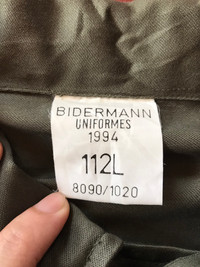 BIDERMANN
UNIFORMES
1994
112L
8090/1020